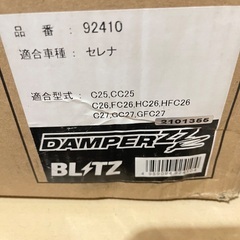 品 番 : 92410
適合車種 : セレナ
適合型式 : C25,CC25
C26,FC26,HC26,HFC26
C27,GC27,GFC27
2101355
DAMPER ZZ-R
BLITZ